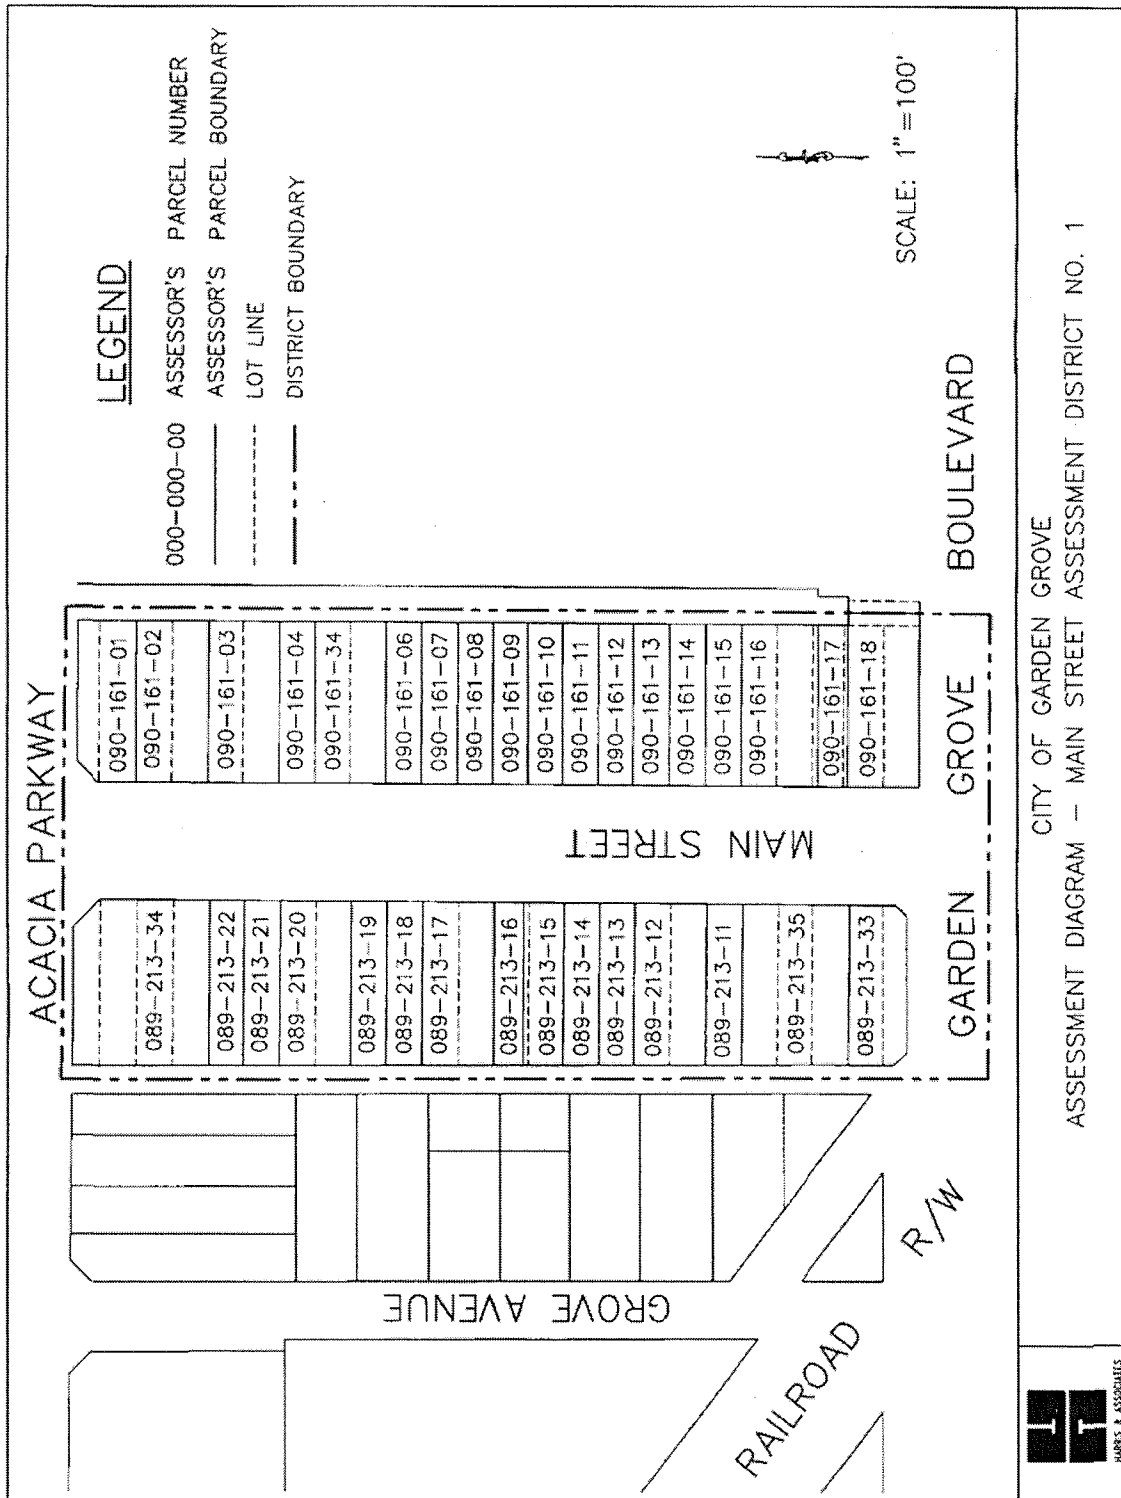 LEGEND
000-000-00 ASSESSOR'S PARCEL NUMBER
ASSESSOR'S PARCEL BOUNDARY
LOT LINE
DISTRICT BOUNDARY
SCALE: 1"=100'
ACACIA PARKWAY
090-161-01
090-161-02
090-161-03
090-161-04
090-161-34
090-161-06
090-161-07
090-161-08
090-161-09
090-161-10
090-161-11
090-161-12
090-161-13
090-161-14
090-161-15
090-161-16
090-161-17
090-161-18
MAIN STREET
089-213-34
089-213-22
089-213-21
089-213-20
089-213-19
089-213-18
089-213-17
089-213-16
089-213-15
089-213-14
089-213-13
089-213-12
089-213-11
089-213-35
089-213-33
GROVE AVENUE
RAILROAD R/W
GARDEN GROVE BOULEVARD
CITY OF GARDEN GROVE
ASSESSMENT DIAGRAM - MAIN STREET ASSESSMENT DISTRICT NO. 1
HARRIS & ASSOCIATES